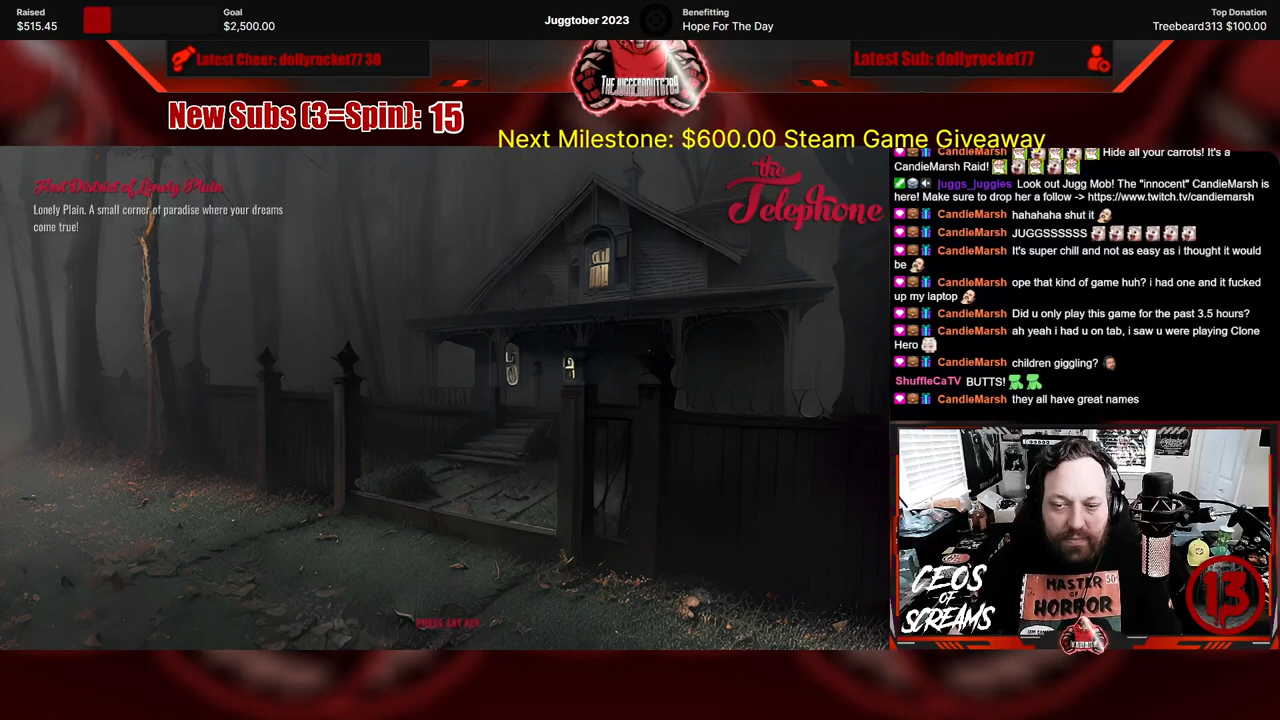 Raised
$515.45
Goal
$2,500.00
Juggtober 2023
Benefitting
Hope For The Day
Top Donation
Treebeard313 $100.00
Latest Cheer: dollyrocket77 30
THEJUGGERNAUT6789
Latest Sub: dollyrocket77
New Subs (3=Spin): 15
Next Milestone: $600.00 Steam Game Giveaway
First District of Lonely Plain
Lonely Plain. A small corner of paradise where your dreams
come true!
the
Telephone
PRESS ANY KEY
CandieMarsh Hide all your carrots! It's a
CandieMarsh Raid!
juggs_juggies Look out Jugg Mob! The "innocent" CandieMarsh is
here! Make sure to drop her a follow -> https://www.twitch.tv/candiemarsh
CandieMarsh hahahaha shut it
CandieMarsh JUGGSSSSSS
CandieMarsh It's super chill and not as easy as i thought it would
be
CandieMarsh ope that kind of game huh? i had one and it fucked
up my laptop
CandieMarsh Did u only play this game for the past 3.5 hours?
CandieMarsh ah yeah i had u on tab, i saw u were playing Clone
Hero
CandieMarsh children giggling?
ShuffleCaTV BUTTS!
CandieMarsh they all have great names
CEOS
OF
SCREAMS
MASTER 50¢
OF
HORROR
13